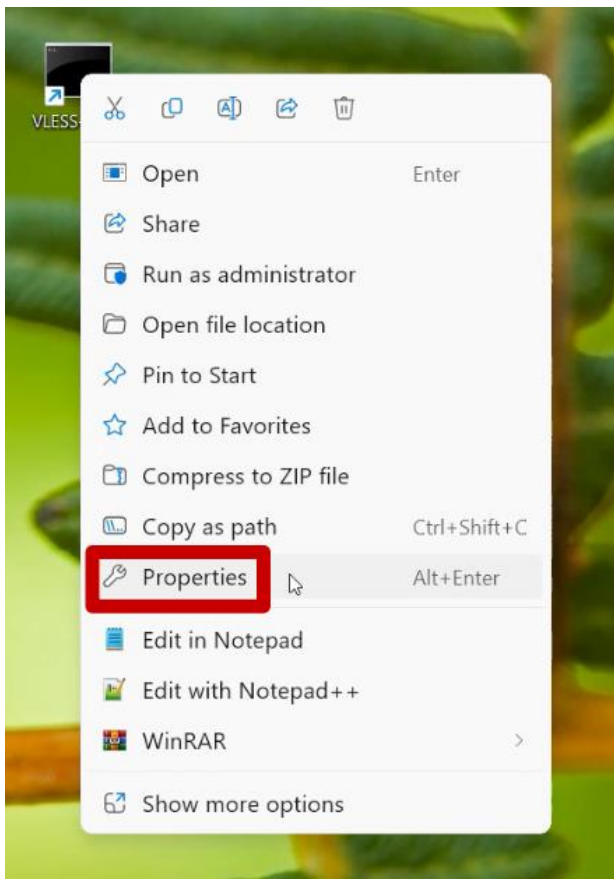 VLESS-
Open Enter
Share
Run as administrator
Open file location
Pin to Start
Add to Favorites
Compress to ZIP file
Copy as path Ctrl+Shift+C
Properties Alt+Enter
Edit in Notepad
Edit with Notepad++
WinRAR
Show more options